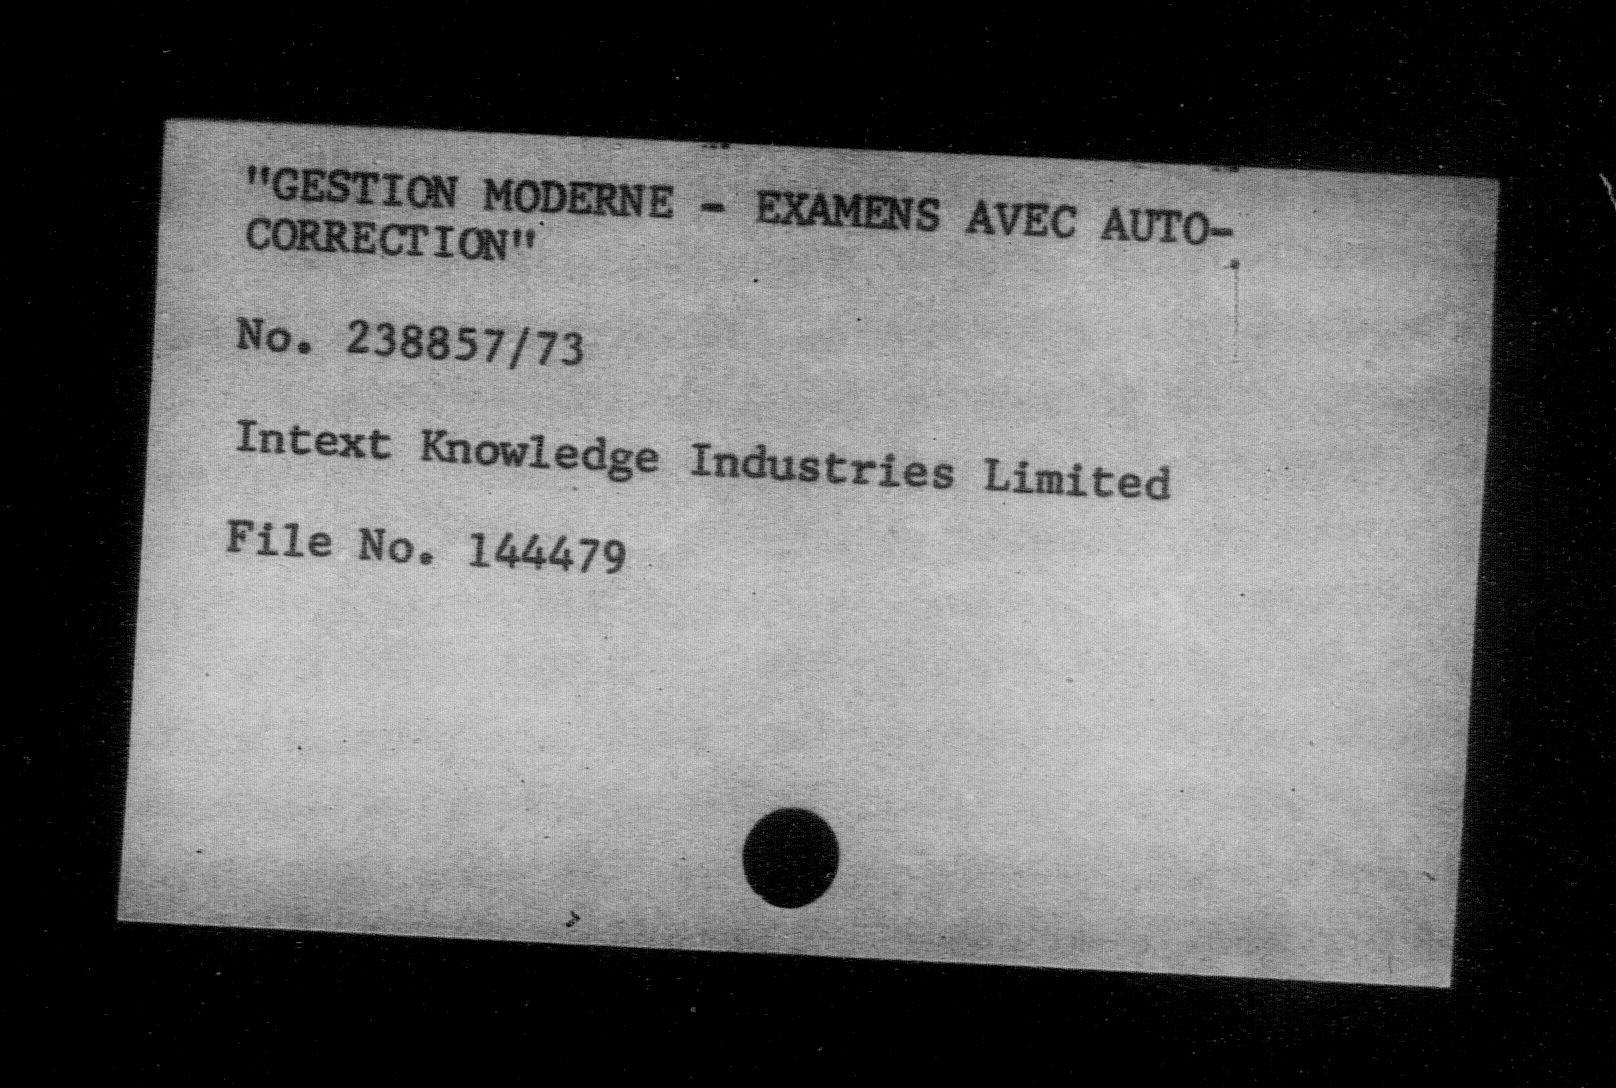 "GESTION MODERNE - EXAMENS AVEC AUTO-
CORRECTION"
No. 238857/73
Intext Knowledge Industries Limited
File No. 144479